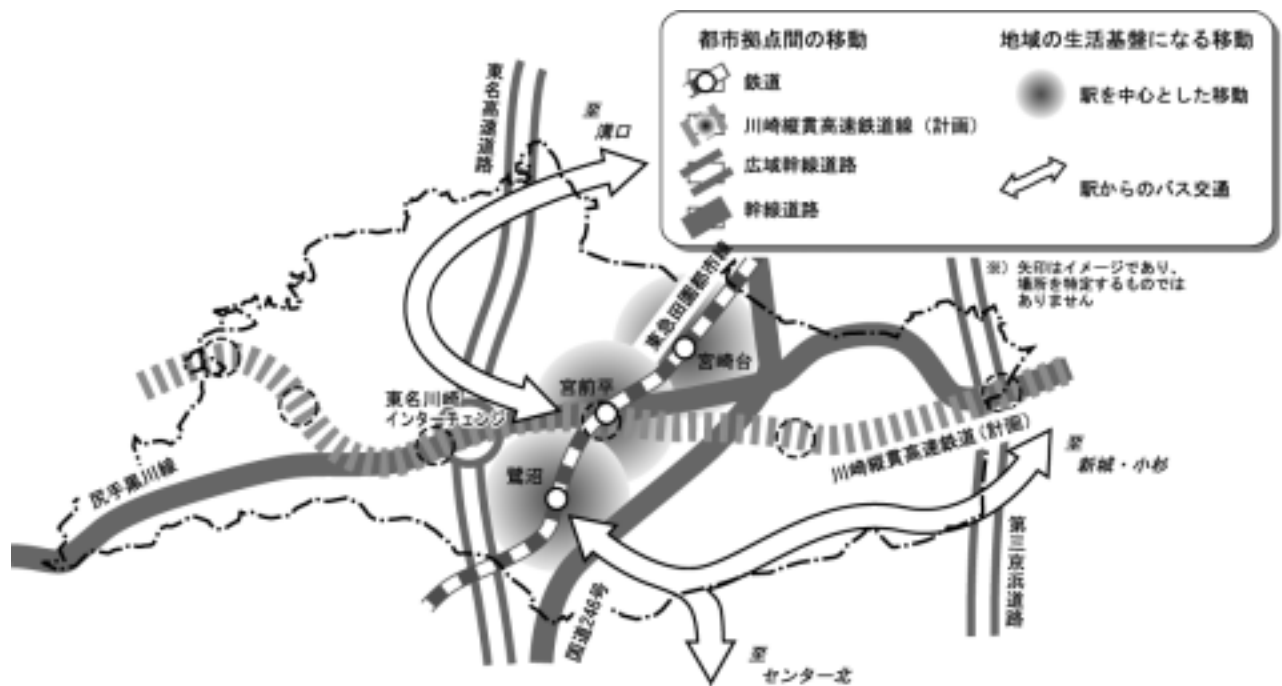 都市拠点間の移動
鉄道
川崎縦貫高速鉄道線（計画）
広域幹線道路
幹線道路
地域の生活基盤になる移動
駅を中心とした移動
駅からのバス交通
※）矢印はイメージであり、
場所を特定するものでは
ありません
東名高速道路
至
溝口
東急田園都市線
宮崎台
宮前平
東名川崎
インターチェンジ
鷺沼
尻手黒川線
川崎縦貫高速鉄道（計画）
至
新城・小杉
第三京浜道路
国道246号
至
センター北